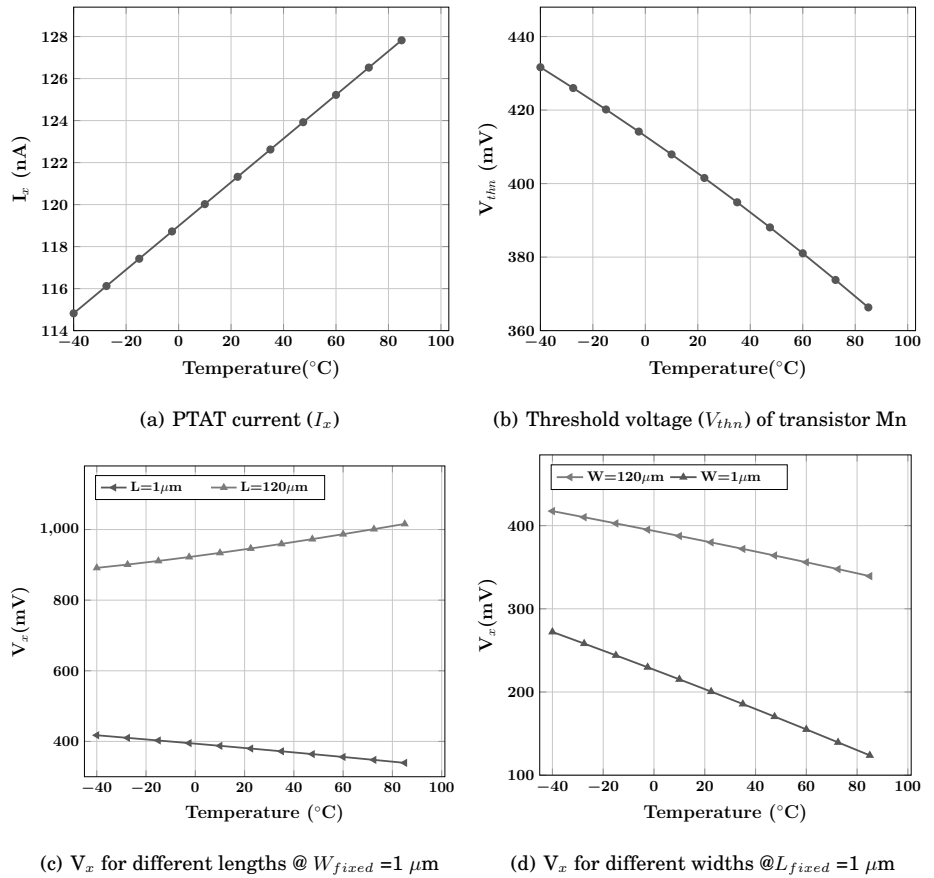 128
126
124
122
120
118
116
114
I_x (nA)
−40 −20 0 20 40 60 80 100
Temperature(°C)
(a) PTAT current (I_x)
440
420
400
380
360
V_thn (mV)
−40 −20 0 20 40 60 80 100
Temperature(°C)
(b) Threshold voltage (V_thn) of transistor Mn
L=1µm L=120µm
1,000
800
600
400
V_x(mV)
−40 −20 0 20 40 60 80 100
Temperature (°C)
(c) V_x for different lengths @ W_fixed =1 µm
W=120µm W=1µm
400
300
200
100
V_x(mV)
−40 −20 0 20 40 60 80 100
Temperature (°C)
(d) V_x for different widths @L_fixed =1 µm